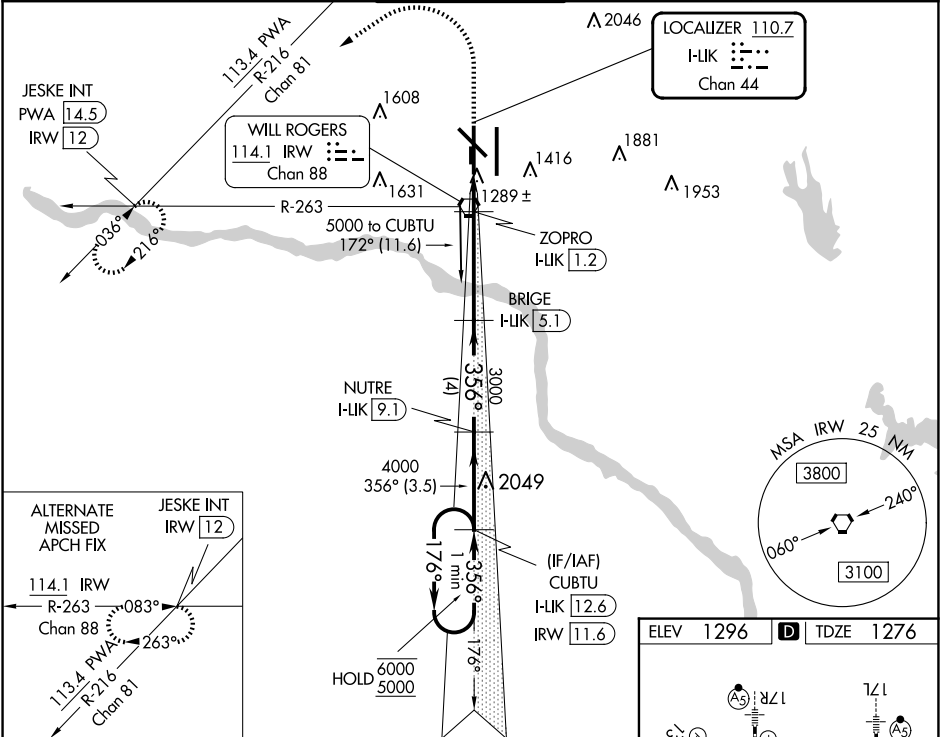 2046
LOCALIZER 110.7
I-LIK
Chan 44
113.4 PWA
R-216
Chan 81
JESKE INT
PWA 14.5
IRW 12
1608
WILL ROGERS
114.1 IRW
Chan 88
1631
1416
1881
1953
1289 ±
R-263
036°
216°
5000 to CUBTU
172° (11.6)
ZOPRO
I-LIK 1.2
BRIGE
I-LIK 5.1
3000
356°
(4)
NUTRE
I-LIK 9.1
4000
356° (3.5)
2049
MSA IRW 25 NM
3800
240°
060°
3100
176°
1 min
356°
(IF/IAF)
CUBTU
I-LIK 12.6
IRW 11.6
HOLD 6000
5000
176°
ALTERNATE
MISSED
APCH FIX
JESKE INT
IRW 12
114.1 IRW
R-263
083°
Chan 88
263°
113.4 PWA
R-216
Chan 81
ELEV 1296 D TDZE 1276
17R
17L
A5
A5